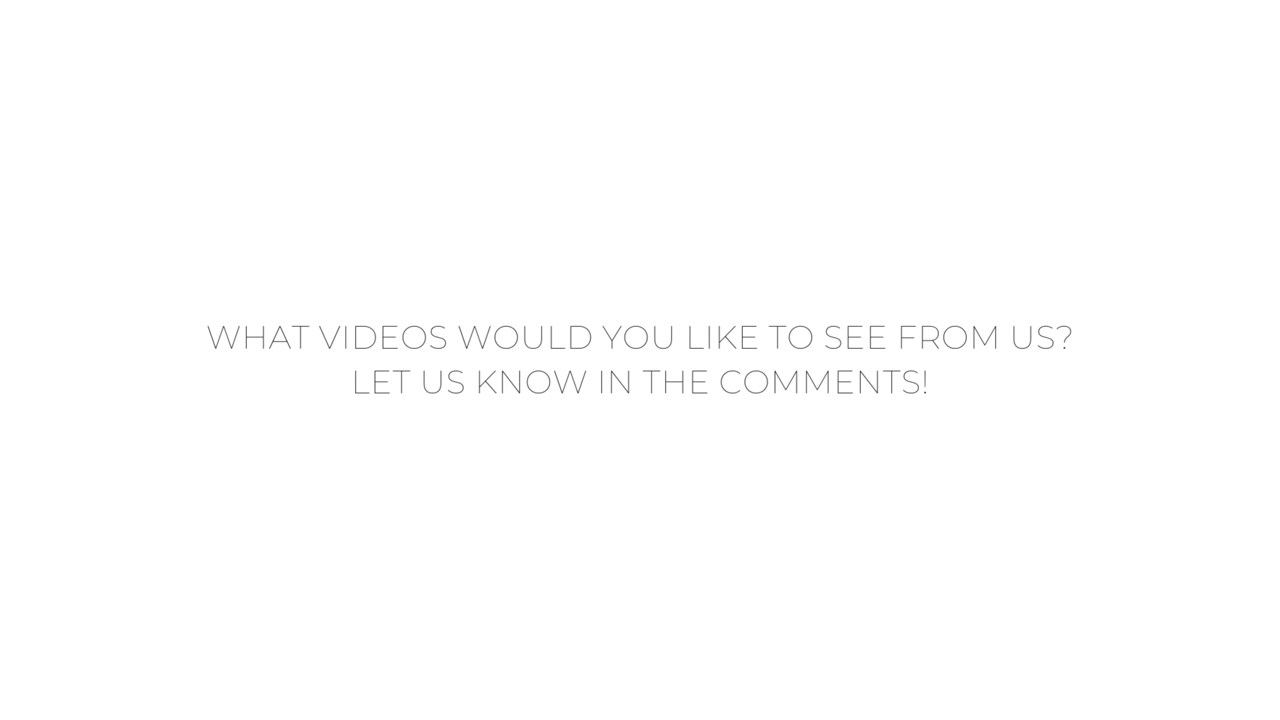 WHAT VIDEOS WOULD YOU LIKE TO SEE FROM US?
LET US KNOW IN THE COMMENTS!